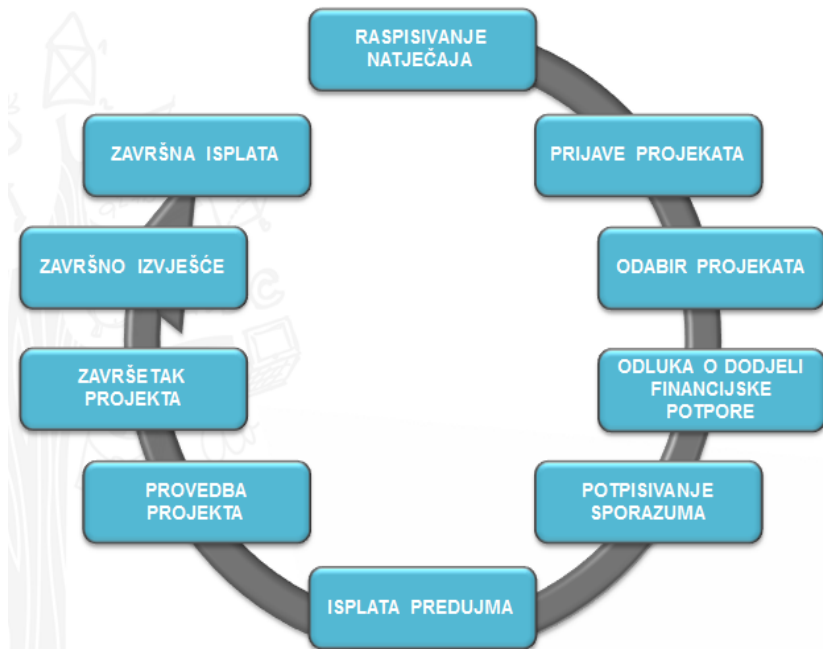 RASPISIVANJE
NATJEČAJA
PRIJAVE PROJEKATA
ODABIR PROJEKATA
ODLUKA O DODJELI
FINANCIJSKE
POTPORE
POTPISIVANJE
SPORAZUMA
ISPLATA PREDUJMA
PROVEDBA
PROJEKTA
ZAVRŠETAK
PROJEKTA
ZAVRŠNO IZVJEŠĆE
ZAVRŠNA ISPLATA